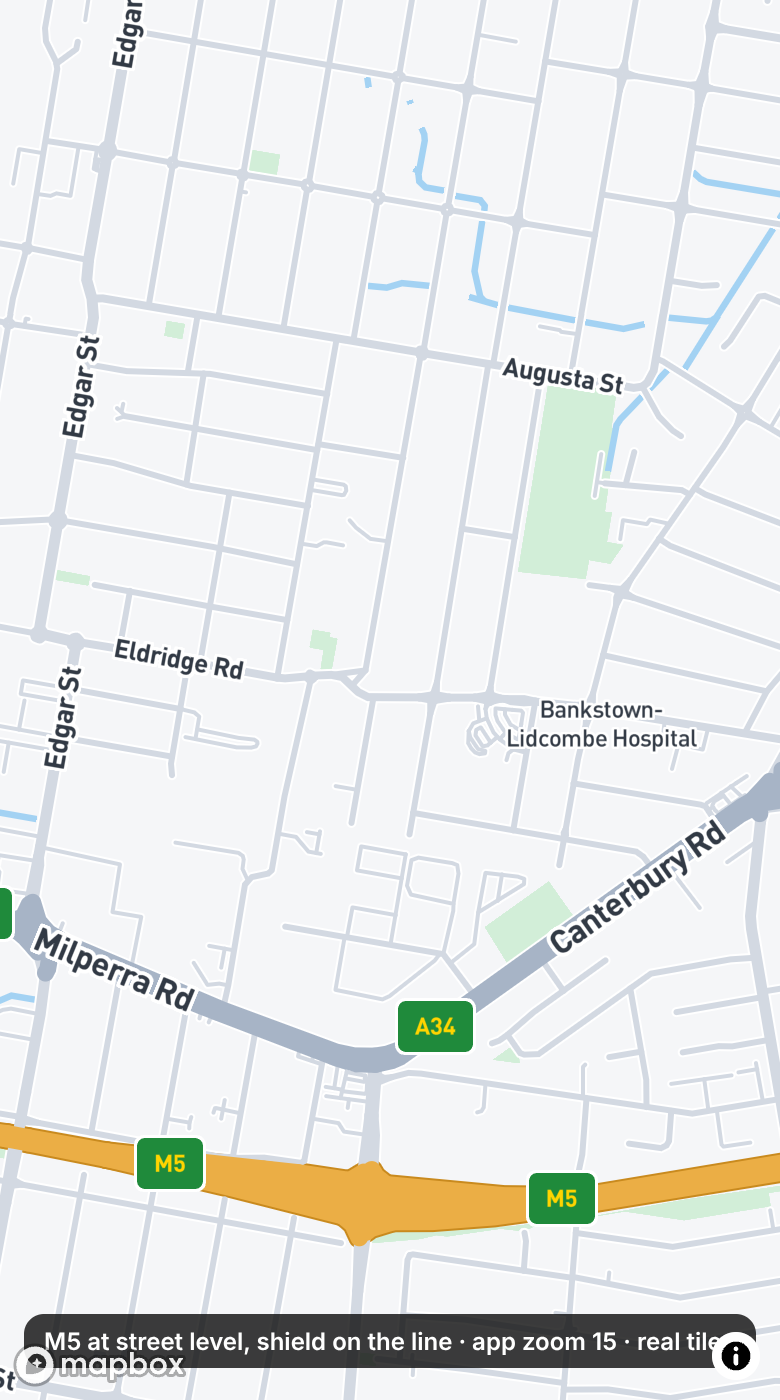 Edgar
Edgar St
Augusta St
Eldridge Rd
Edgar St
Bankstown-
Lidcombe Hospital
Canterbury Rd
Milperra Rd
A34
M5
M5
M5 at street level, shield on the line · app zoom 15 · real tile
mapbox
St